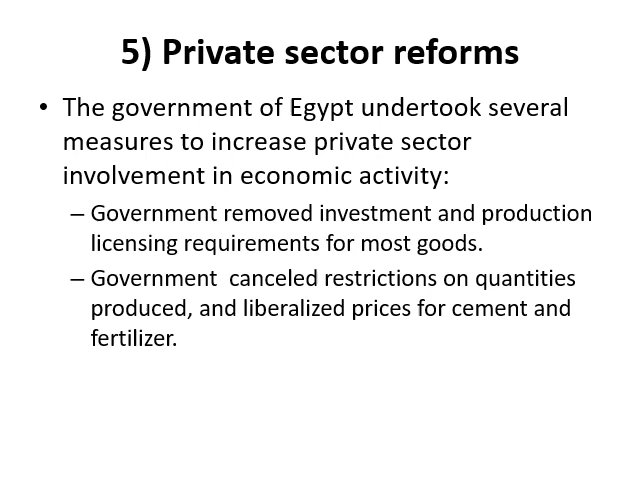 5) Private sector reforms
• The government of Egypt undertook several
measures to increase private sector
involvement in economic activity:
– Government removed investment and production
licensing requirements for most goods.
– Government  canceled restrictions on quantities
produced, and liberalized prices for cement and
fertilizer.